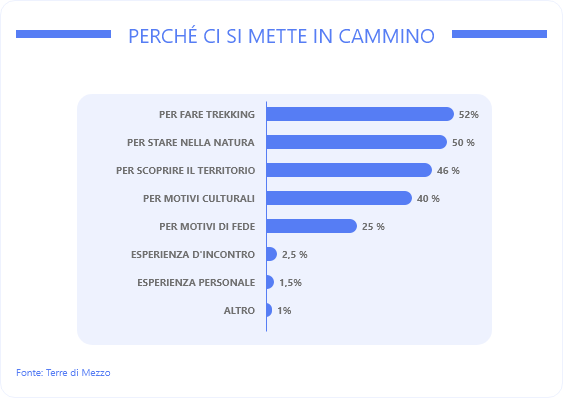 PERCHÉ CI SI METTE IN CAMMINO
PER FARE TREKKING 52%
PER STARE NELLA NATURA 50 %
PER SCOPRIRE IL TERRITORIO 46 %
PER MOTIVI CULTURALI 40 %
PER MOTIVI DI FEDE 25 %
ESPERIENZA D'INCONTRO 2,5 %
ESPERIENZA PERSONALE 1,5%
ALTRO 1%
Fonte: Terre di Mezzo